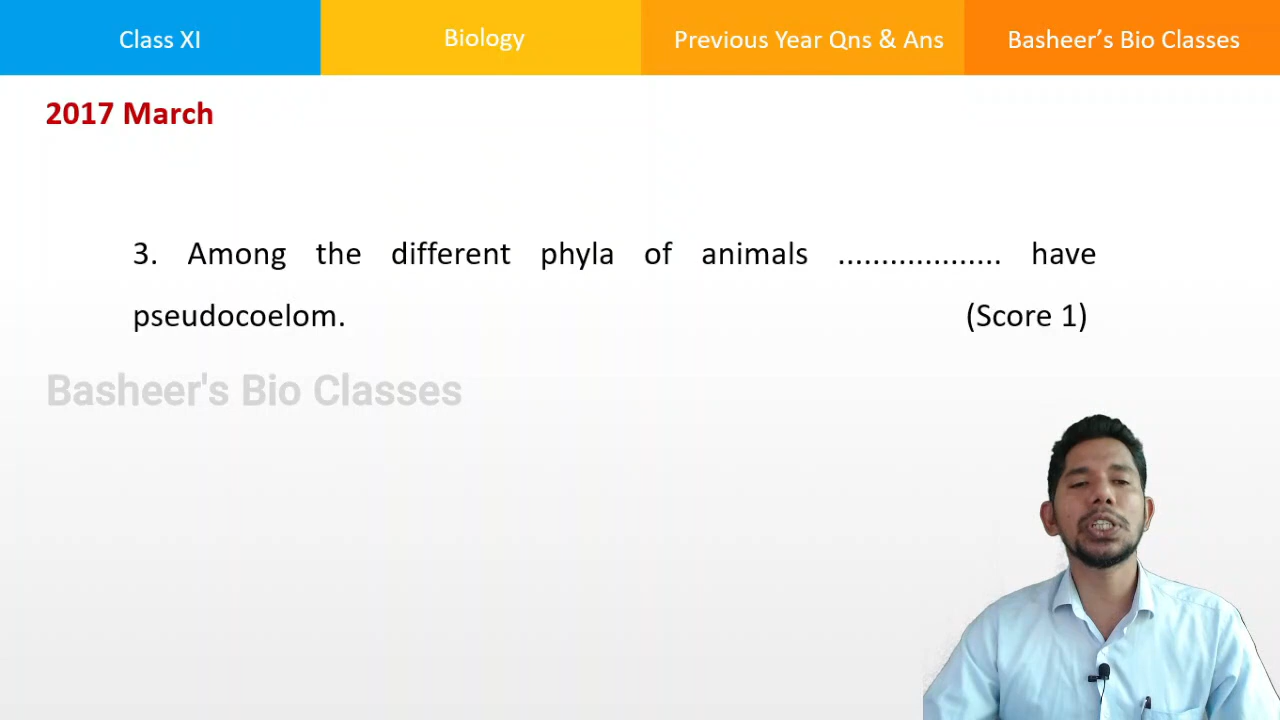 Class XI
Biology
Previous Year Qns & Ans
Basheer’s Bio Classes
2017 March
3. Among the different phyla of animals ................... have
pseudocoelom. (Score 1)
Basheer's Bio Classes